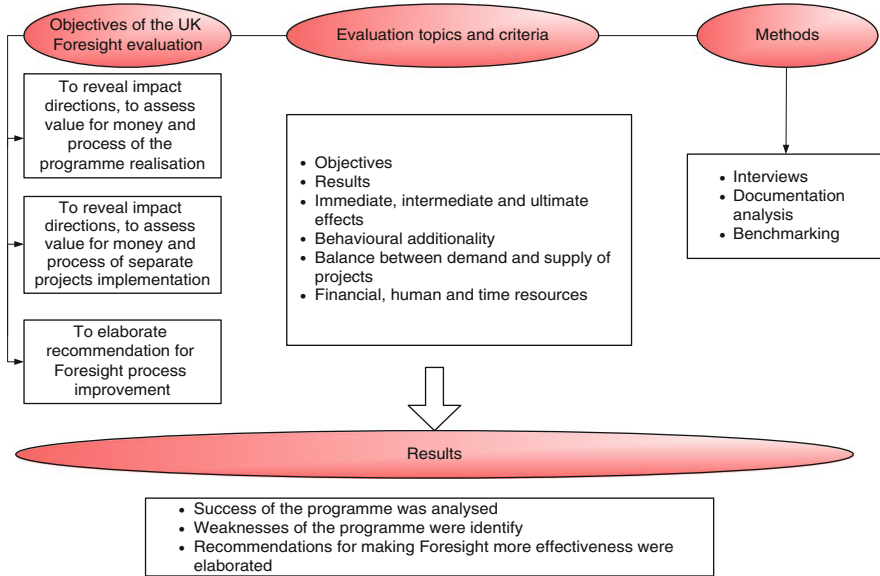 Objectives of the UK
Foresight evaluation
Evaluation topics and criteria
Methods
To reveal impact
directions, to assess
value for money and
process of the
programme realisation
To reveal impact
directions, to assess
value for money and
process of separate
projects implementation
To elaborate
recommendation for
Foresight process
improvement
• Objectives
• Results
• Immediate, intermediate and ultimate
effects
• Behavioural additionality
• Balance between demand and supply of
projects
• Financial, human and time resources
• Interviews
• Documentation
analysis
• Benchmarking
Results
• Success of the programme was analysed
• Weaknesses of the programme were identify
• Recommendations for making Foresight more effectiveness were
elaborated